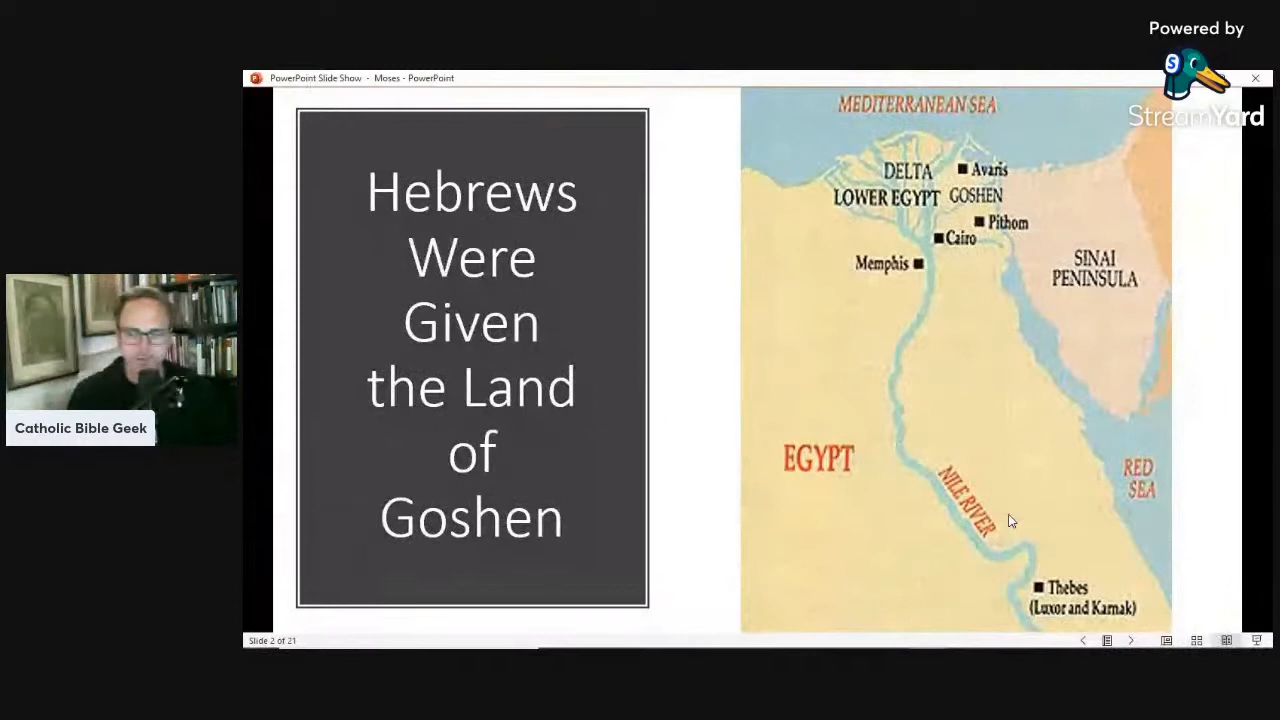 Powered by
S
StreamYard
PowerPoint Slide Show - Moses - PowerPoint
Hebrews
Were
Given
the Land
of
Goshen
MEDITERRANEAN SEA
DELTA
Avaris
LOWER EGYPT
GOSHEN
Pithom
Cairo
Memphis
SINAI
PENINSULA
EGYPT
NILE RIVER
RED
SEA
Thebes
(Luxor and Karnak)
Catholic Bible Geek
Slide 2 of 21